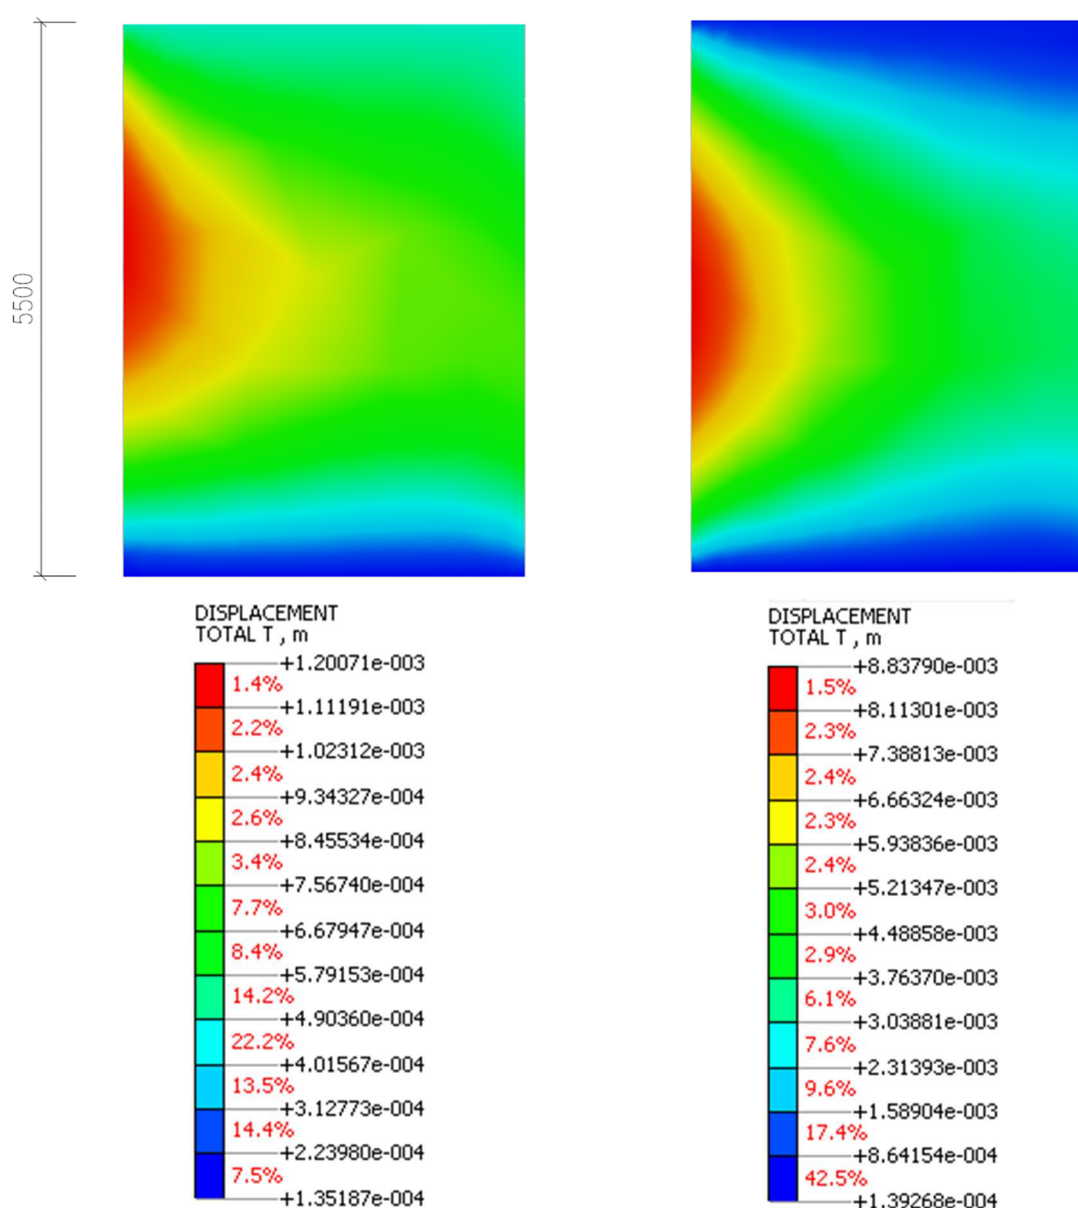 5500
DISPLACEMENT
TOTAL T , m
+1.20071e-003
1.4%
+1.11191e-003
2.2%
+1.02312e-003
2.4%
+9.34327e-004
2.6%
+8.45534e-004
3.4%
+7.56740e-004
7.7%
+6.67947e-004
8.4%
+5.79153e-004
14.2%
+4.90360e-004
22.2%
+4.01567e-004
13.5%
+3.12773e-004
14.4%
+2.23980e-004
7.5%
+1.35187e-004
DISPLACEMENT
TOTAL T , m
+8.83790e-003
1.5%
+8.11301e-003
2.3%
+7.38813e-003
2.4%
+6.66324e-003
2.3%
+5.93836e-003
2.4%
+5.21347e-003
3.0%
+4.48858e-003
2.9%
+3.76370e-003
6.1%
+3.03881e-003
7.6%
+2.31393e-003
9.6%
+1.58904e-003
17.4%
+8.64154e-004
42.5%
+1.39268e-004